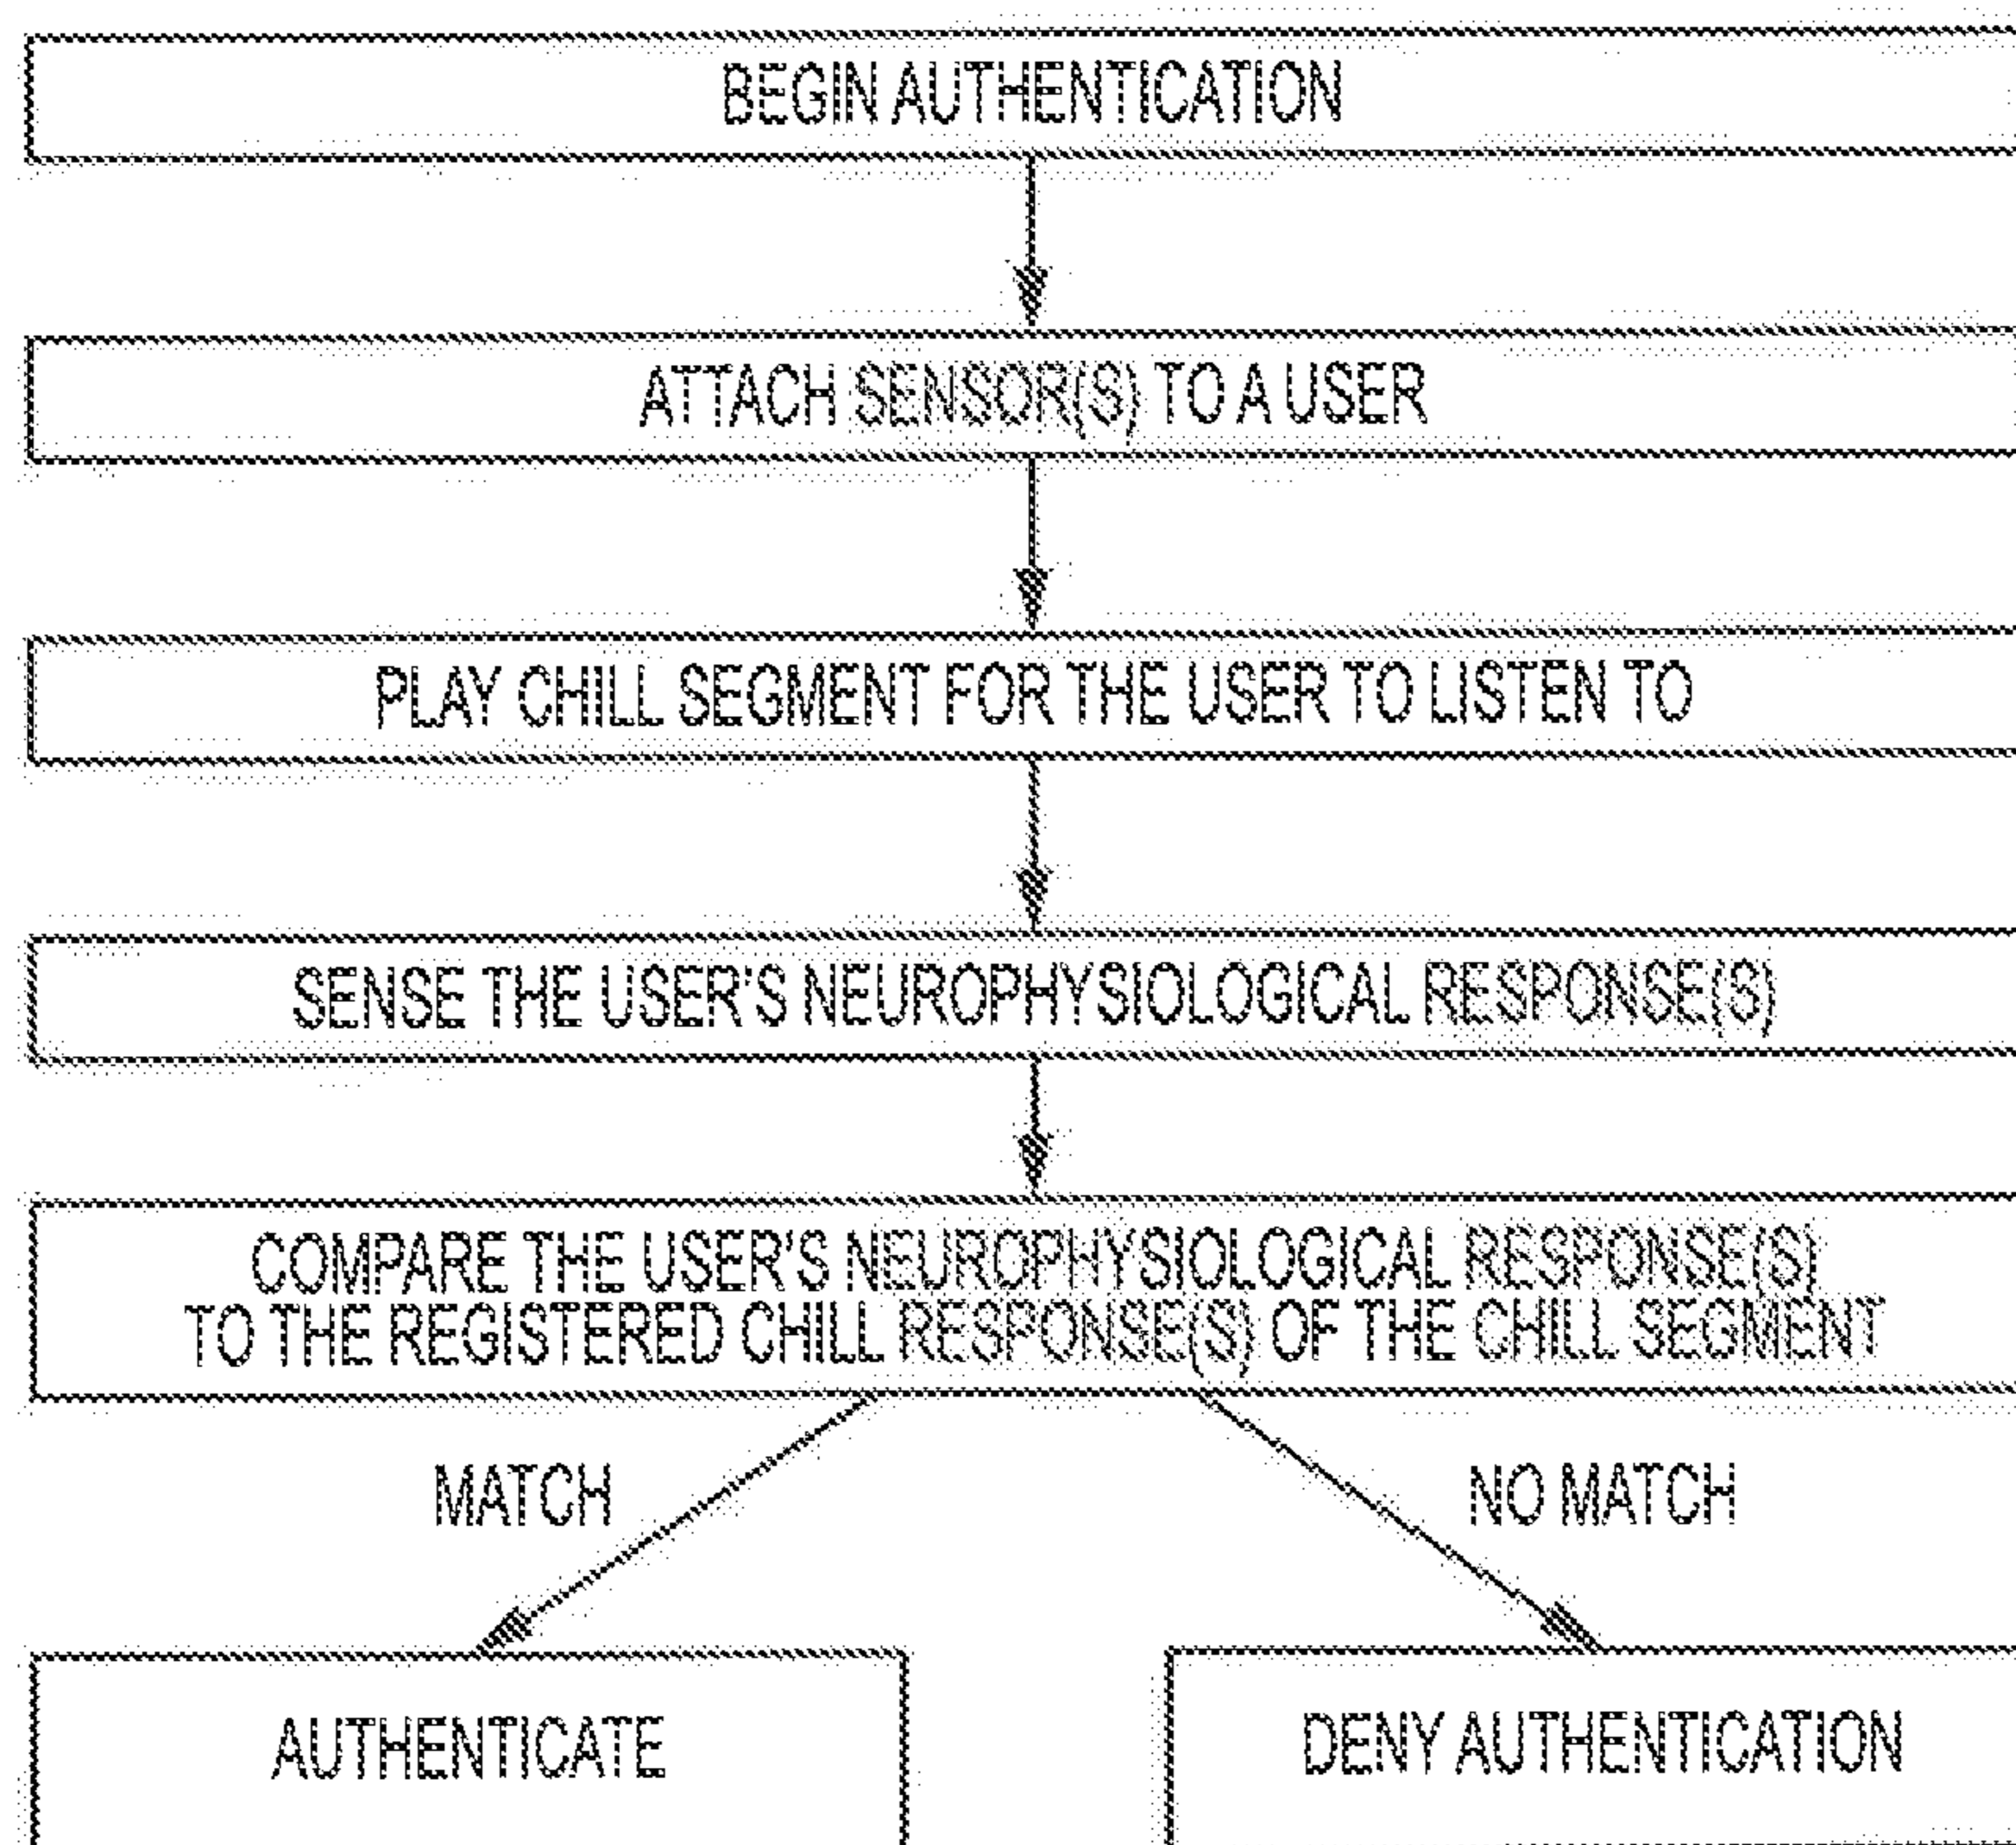 BEGIN AUTHENTICATION
ATTACH SENSOR(S) TO A USER
PLAY CHILL SEGMENT FOR THE USER TO LISTEN TO
SENSE THE USER'S NEUROPHYSIOLOGICAL RESPONSE(S)
COMPARE THE USER'S NEUROPHYSIOLOGICAL RESPONSE(S)
TO THE REGISTERED CHILL RESPONSE(S) OF THE CHILL SEGMENT
MATCH
NO MATCH
AUTHENTICATE
DENY AUTHENTICATION